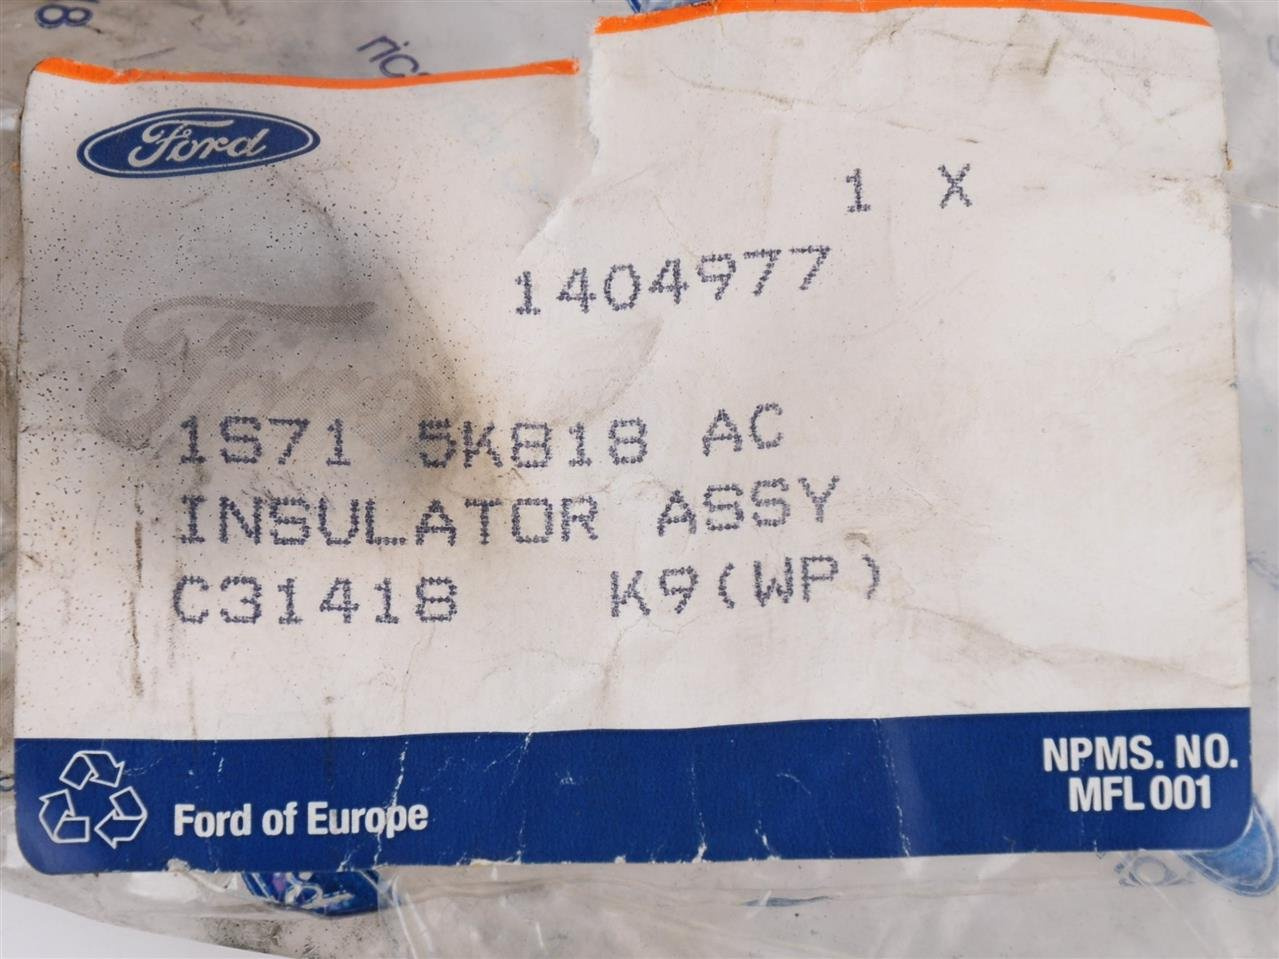 Ford
1 X
1404977
1S71 5K818 AC
INSULATOR ASSY
C31418 K9(WP)
Ford of Europe
NPMS. NO.
MFL 001